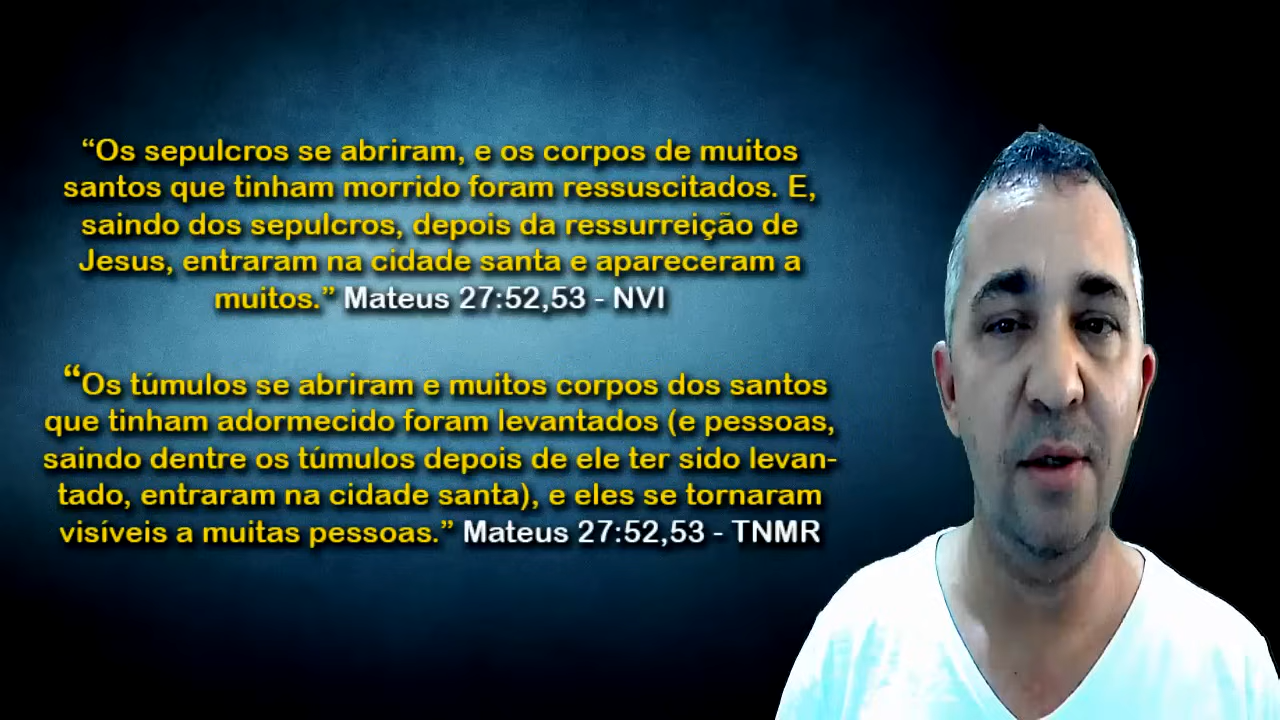 “Os sepulcros se abriram, e os corpos de muitos
santos que tinham morrido foram ressuscitados. E,
saindo dos sepulcros, depois da ressurreição de
Jesus, entraram na cidade santa e apareceram a
muitos.” Mateus 27:52,53 - NVI
“Os túmulos se abriram e muitos corpos dos santos
que tinham adormecido foram levantados (e pessoas,
saindo dentre os túmulos depois de ele ter sido levan-
tado, entraram na cidade santa), e eles se tornaram
visíveis a muitas pessoas.” Mateus 27:52,53 - TNMR